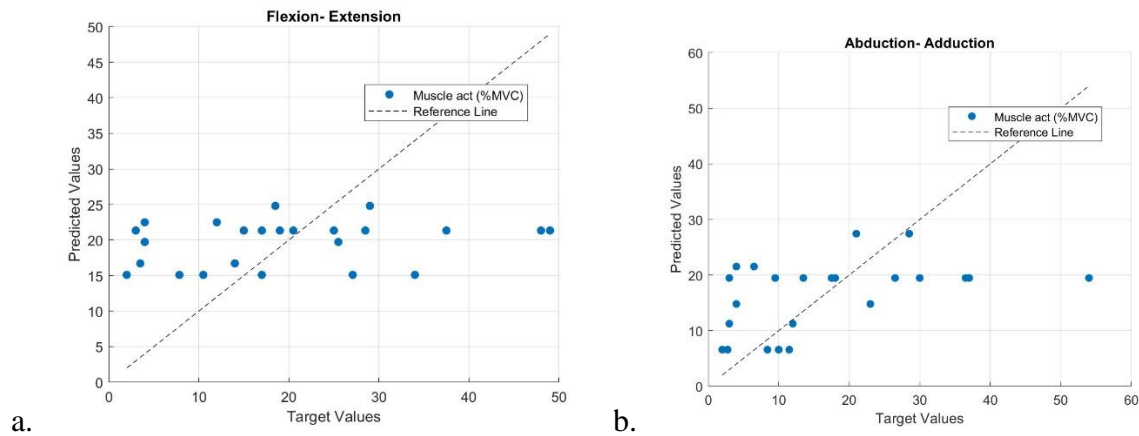 Flexion- Extension
50
45
40
35
30
25
20
15
10
5
0
Predicted Values
Muscle act (%MVC)
Reference Line
0 10 20 30 40 50
Target Values
a.
Abduction- Adduction
60
50
40
30
20
10
0
Predicted Values
Muscle act (%MVC)
Reference Line
0 10 20 30 40 50 60
Target Values
b.